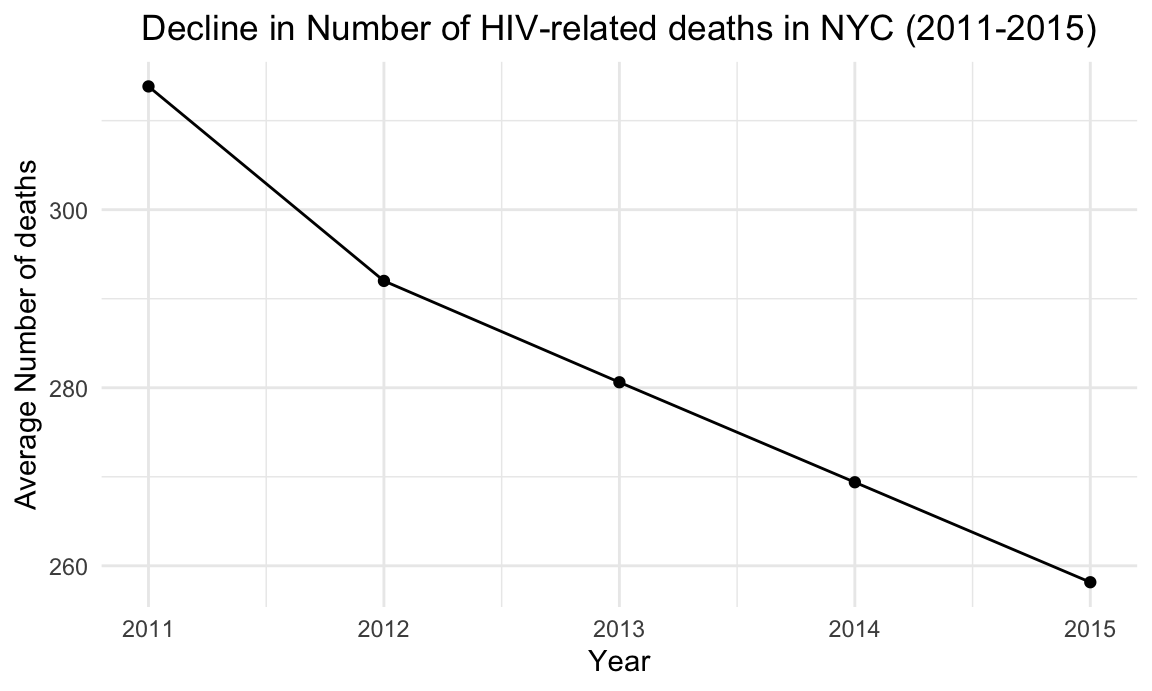 Decline in Number of HIV-related deaths in NYC (2011-2015)
Average Number of deaths
300
280
260
2011 2012 2013 2014 2015
Year